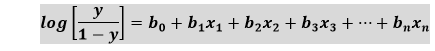 log [ y / 1 − y ] = b₀ + b₁x₁ + b₂x₂ + b₃x₃ + ⋯ + bₙxₙ